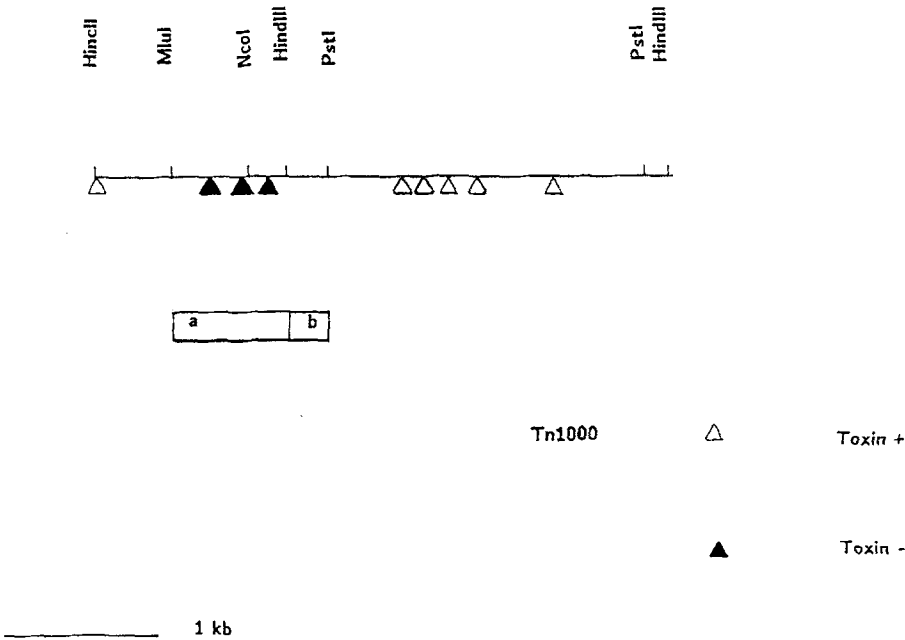 HincII
MluI
NcoI
HindIII
PstI
PstI
HindIII
a
b
Tn1000
Toxin +
Toxin -
1 kb